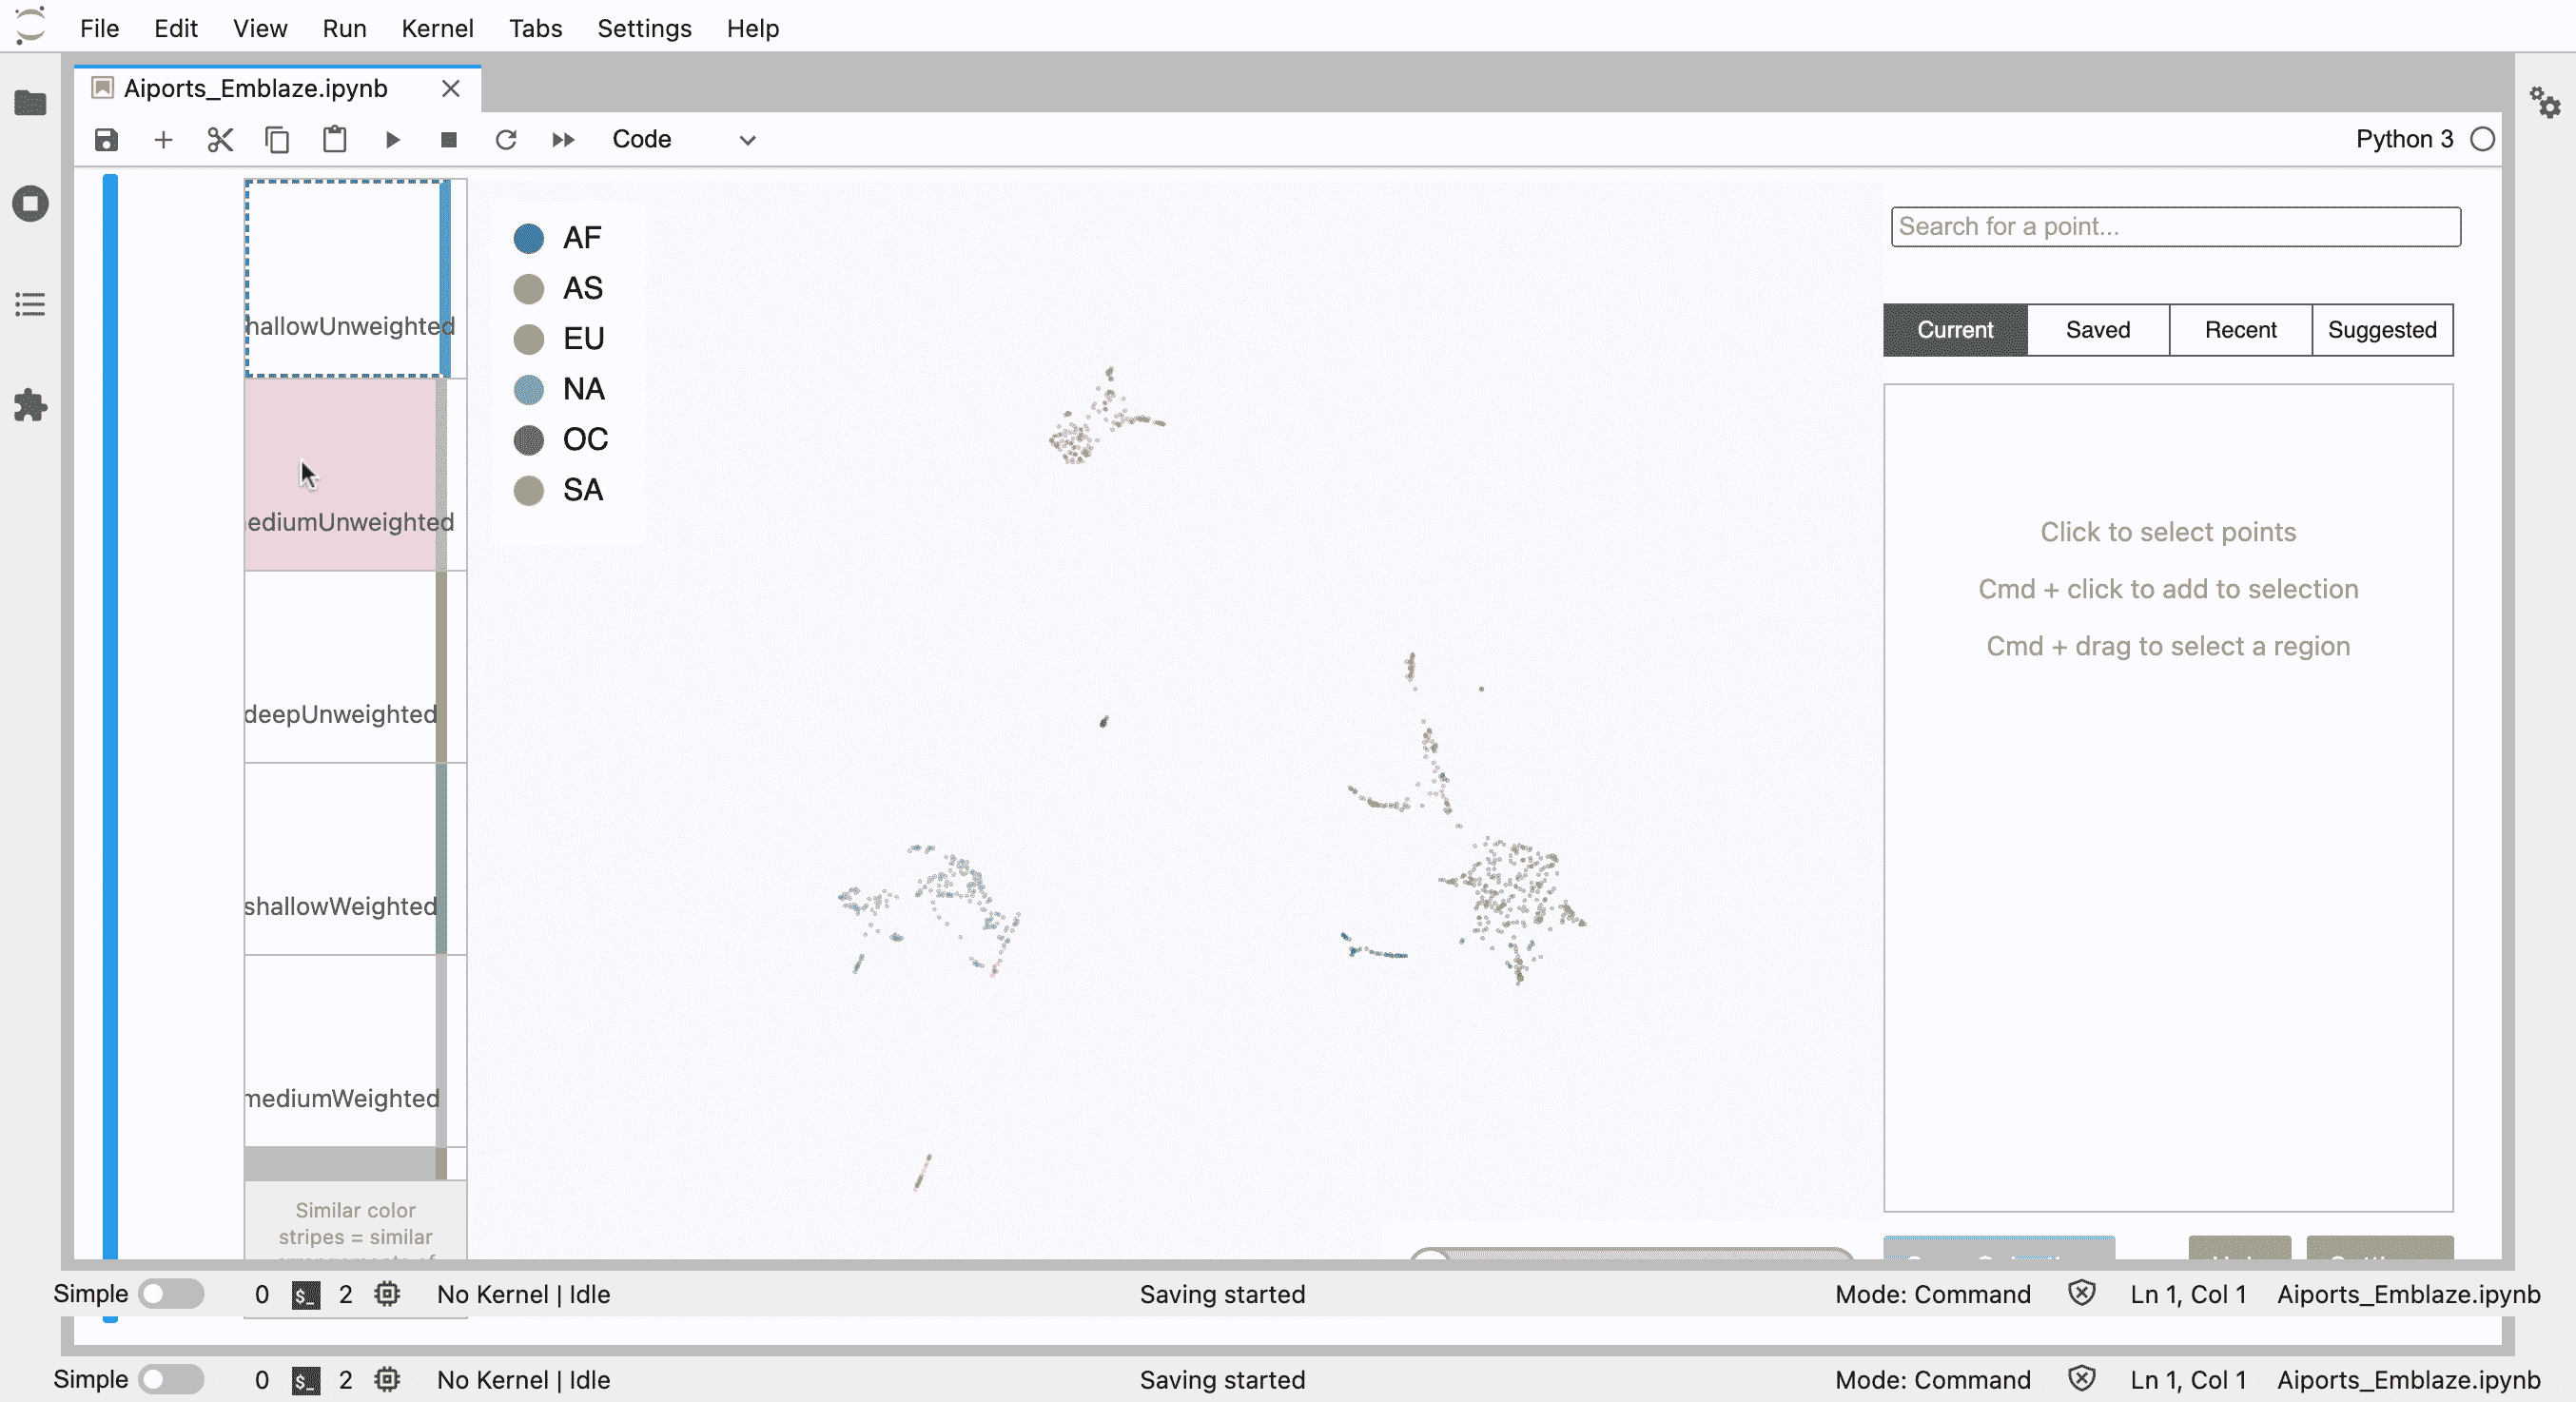 File Edit View Run Kernel Tabs Settings Help
Aiports_Emblaze.ipynb
Code
Python 3
hallowUnweighted
ediumUnweighted
deepUnweighted
shallowWeighted
mediumWeighted
Similar color
stripes = similar
AF
AS
EU
NA
OC
SA
Search for a point...
Current Saved Recent Suggested
Click to select points
Cmd + click to add to selection
Cmd + drag to select a region
Simple 0 $_ 2 No Kernel | Idle Saving started Mode: Command Ln 1, Col 1 Aiports_Emblaze.ipynb
Simple 0 $_ 2 No Kernel | Idle Saving started Mode: Command Ln 1, Col 1 Aiports_Emblaze.ipynb